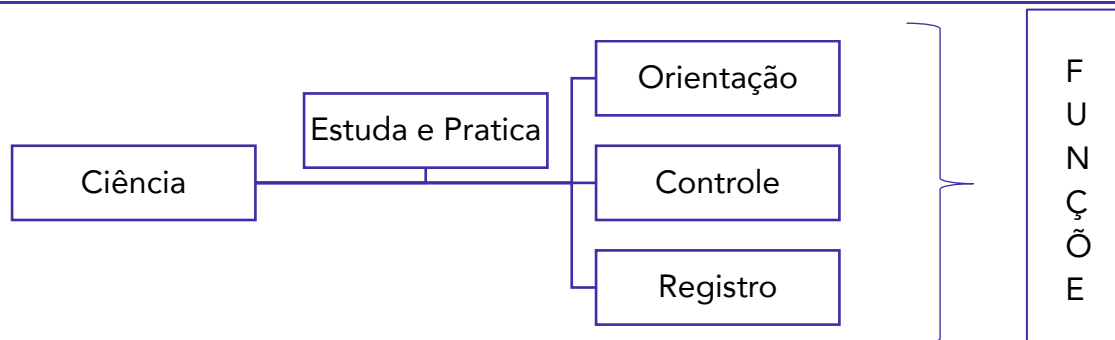 Orientação
Estuda e Pratica
Ciência
Controle
Registro
F
U
N
Ç
Õ
E